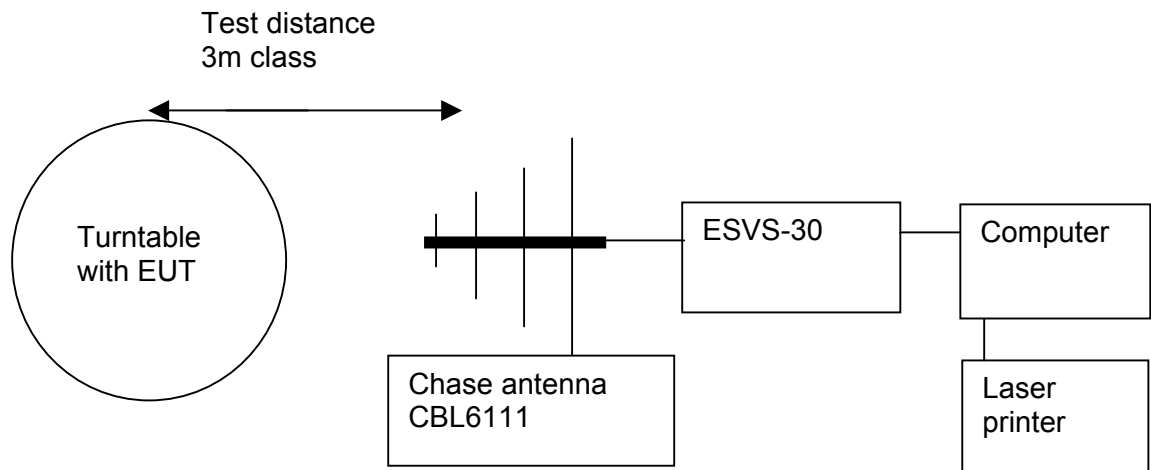 Test distance
3m class
Turntable
with EUT
ESVS-30
Computer
Chase antenna
CBL6111
Laser
printer